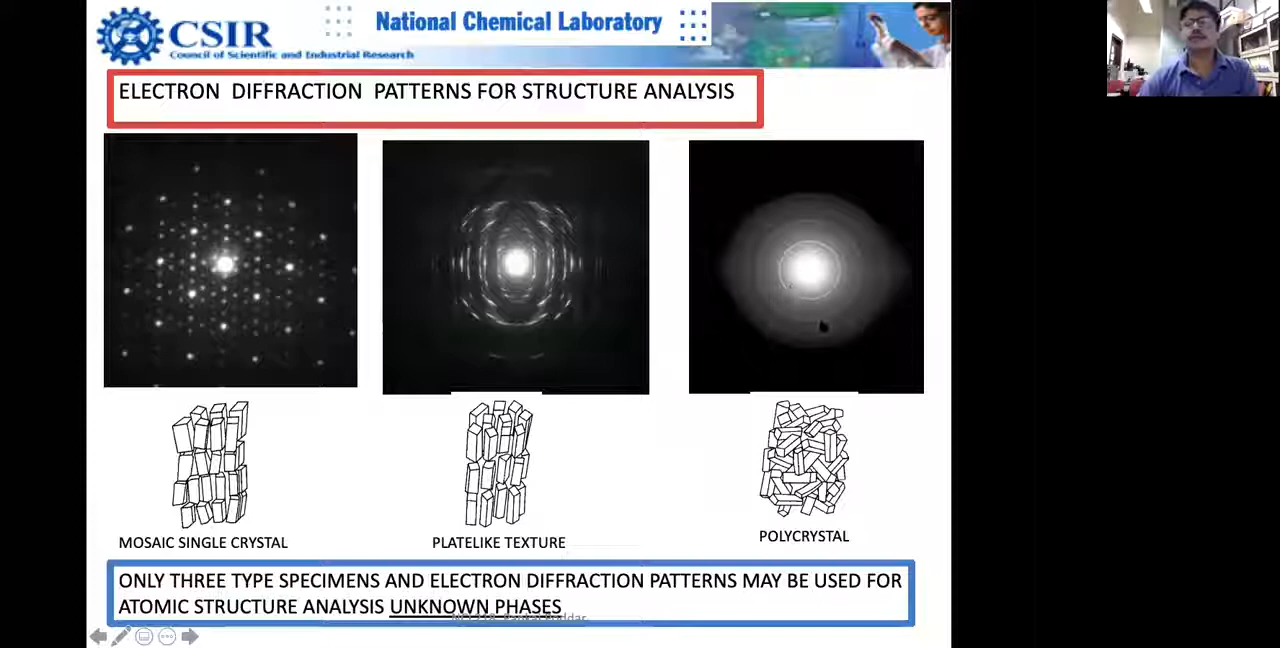 CSIR
Council of Scientific and Industrial Research
National Chemical Laboratory
ELECTRON DIFFRACTION PATTERNS FOR STRUCTURE ANALYSIS
MOSAIC SINGLE CRYSTAL
PLATELIKE TEXTURE
POLYCRYSTAL
ONLY THREE TYPE SPECIMENS AND ELECTRON DIFFRACTION PATTERNS MAY BE USED FOR
ATOMIC STRUCTURE ANALYSIS UNKNOWN PHASES
Pankaj Poddar